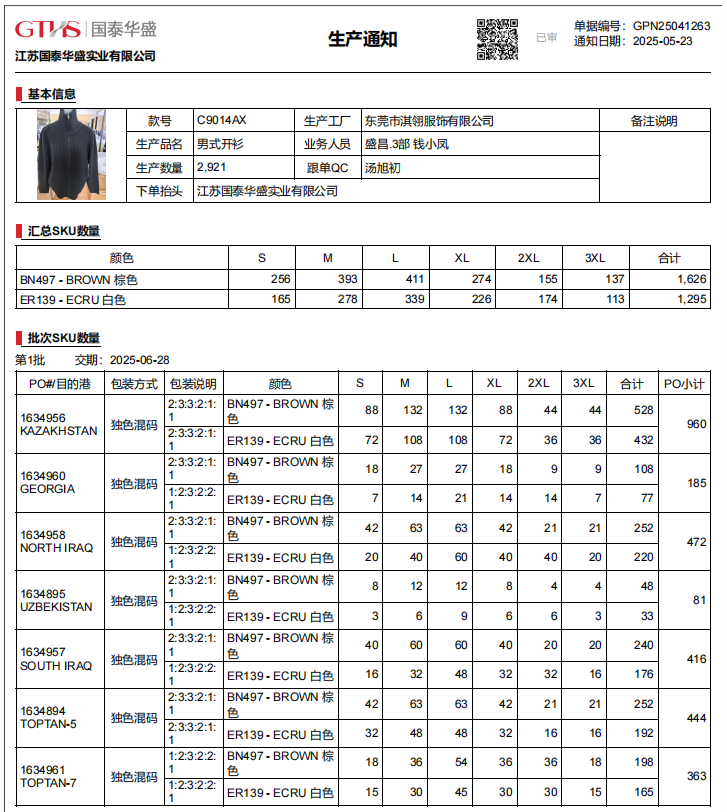 GTHS 国泰华盛
江苏国泰华盛实业有限公司
生产通知
已审
单据编号: GPN25041263
通知日期: 2025-05-23
基本信息
款号 C9014AX 生产工厂 东莞市淇翎服饰有限公司 备注说明
生产品名 男式开衫 业务人员 盛昌.3部 钱小凤
生产数量 2,921 跟单QC 汤旭初
下单抬头 江苏国泰华盛实业有限公司
汇总SKU数量
颜色 S M L XL 2XL 3XL 合计
BN497 - BROWN 棕色 256 393 411 274 155 137 1,626
ER139 - ECRU 白色 165 278 339 226 174 113 1,295
批次SKU数量
第1批 交期: 2025-06-28
PO#/目的港 包装方式 包装说明 颜色 S M L XL 2XL 3XL 合计 PO小计
1634956
KAZAKHSTAN
独色混码
2:3:3:2:1:
1
BN497 - BROWN 棕
色
88 132 132 88 44 44 528
2:3:3:2:1:
1
ER139 - ECRU 白色 72 108 108 72 36 36 432
960
1634960
GEORGIA
独色混码
2:3:3:2:1:
1
BN497 - BROWN 棕
色
18 27 27 18 9 9 108
1:2:3:2:2:
1
ER139 - ECRU 白色 7 14 21 14 14 7 77
185
1634958
NORTH IRAQ
独色混码
2:3:3:2:1:
1
BN497 - BROWN 棕
色
42 63 63 42 21 21 252
1:2:3:2:2:
1
ER139 - ECRU 白色 20 40 60 40 40 20 220
472
1634895
UZBEKISTAN
独色混码
2:3:3:2:1:
1
BN497 - BROWN 棕
色
8 12 12 8 4 4 48
1:2:3:2:2:
1
ER139 - ECRU 白色 3 6 9 6 6 3 33
81
1634957
SOUTH IRAQ
独色混码
2:3:3:2:1:
1
BN497 - BROWN 棕
色
40 60 60 40 20 20 240
1:2:3:2:2:
1
ER139 - ECRU 白色 16 32 48 32 32 16 176
416
1634894
TOPTAN-5
独色混码
2:3:3:2:1:
1
BN497 - BROWN 棕
色
42 63 63 42 21 21 252
2:3:3:2:1:
1
ER139 - ECRU 白色 32 48 48 32 16 16 192
444
1634961
TOPTAN-7
独色混码
1:2:3:2:2:
1
BN497 - BROWN 棕
色
18 36 54 36 36 18 198
1:2:3:2:2:
1
ER139 - ECRU 白色 15 30 45 30 30 15 165
363